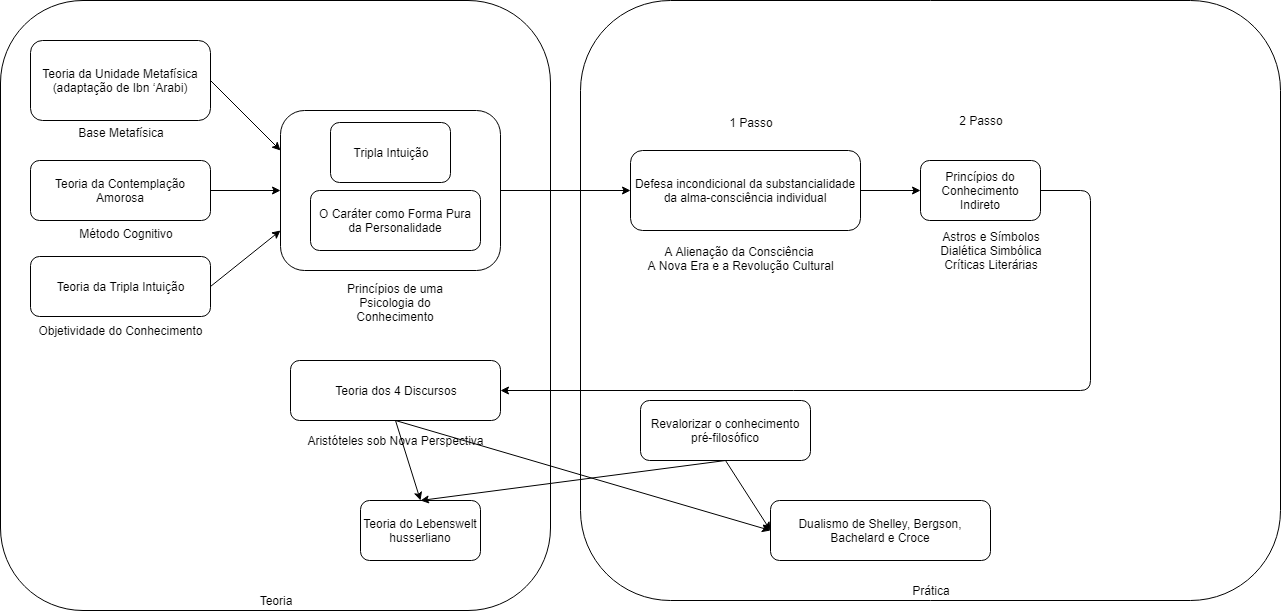 Teoria da Unidade Metafísica
(adaptação de Ibn 'Arabi)
Base Metafísica
Teoria da Contemplação
Amorosa
Método Cognitivo
Teoria da Tripla Intuição
Objetividade do Conhecimento
Tripla Intuição
O Caráter como Forma Pura
da Personalidade
Princípios de uma
Psicologia do
Conhecimento
Teoria dos 4 Discursos
Aristóteles sob Nova Perspectiva
Teoria do Lebenswelt
husserliano
Teoria
1 Passo
Defesa incondicional da substancialidade
da alma-consciência individual
A Alienação da Consciência
A Nova Era e a Revolução Cultural
2 Passo
Princípios do
Conhecimento
Indireto
Astros e Símbolos
Dialética Simbólica
Críticas Literárias
Revalorizar o conhecimento
pré-filosófico
Dualismo de Shelley, Bergson,
Bachelard e Croce
Prática